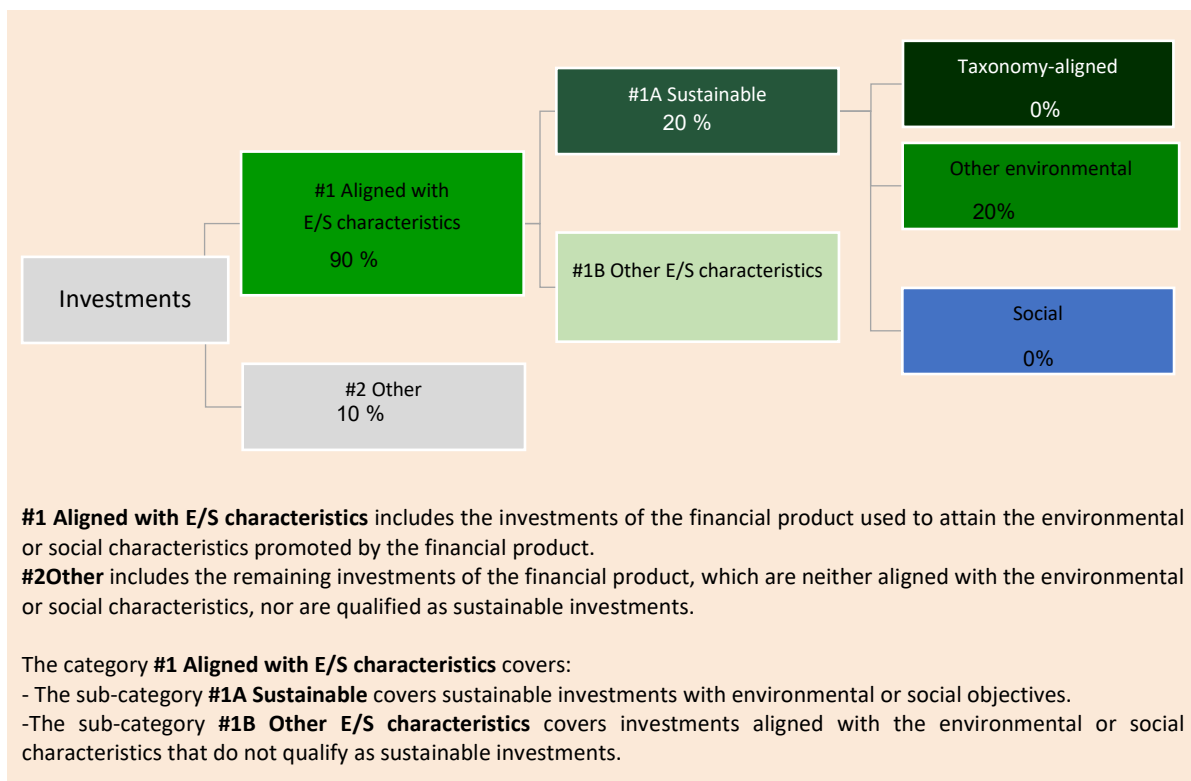 Taxonomy-aligned
0%
#1A Sustainable
20 %
Other environmental
20%
#1 Aligned with
E/S characteristics
90 %
#1B Other E/S characteristics
Investments
Social
0%
#2 Other
10 %
#1 Aligned with E/S characteristics includes the investments of the financial product used to attain the environmental
or social characteristics promoted by the financial product.
#2Other includes the remaining investments of the financial product, which are neither aligned with the environmental
or social characteristics, nor are qualified as sustainable investments.
The category #1 Aligned with E/S characteristics covers:
- The sub-category #1A Sustainable covers sustainable investments with environmental or social objectives.
-The sub-category #1B Other E/S characteristics covers investments aligned with the environmental or social
characteristics that do not qualify as sustainable investments.